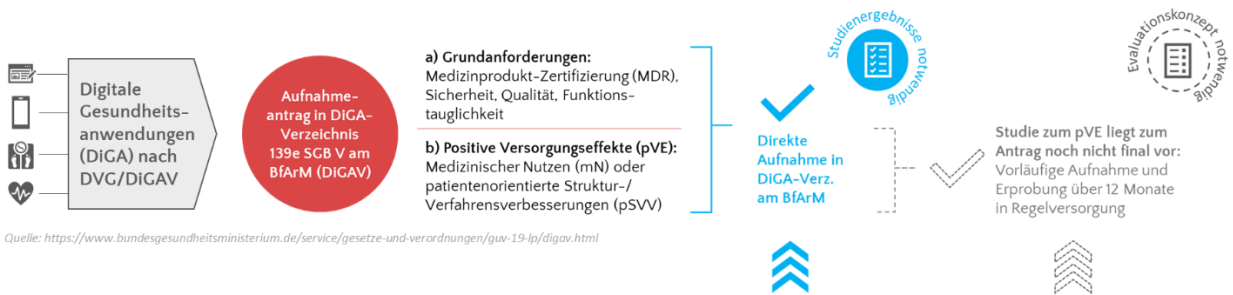 Digitale
Gesundheits-
anwendungen
(DiGA) nach
DVG/DiGAV
Aufnahme-
antrag in DiGA-
Verzeichnis
139e SGB V am
BfArM (DiGAV)
a) Grundanforderungen:
Medizinprodukt-Zertifizierung (MDR),
Sicherheit, Qualität, Funktions-
tauglichkeit
b) Positive Versorgungseffekte (pVE):
Medizinischer Nutzen (mN) oder
patientenorientierte Struktur-/
Verfahrensverbesserungen (pSVV)
Studienergebnisse notwendig
Direkte
Aufnahme in
DiGA-Verz.
am BfArM
Evaluationskonzept notwendig
Studie zum pVE liegt zum
Antrag noch nicht final vor:
Vorläufige Aufnahme und
Erprobung über 12 Monate
in Regelversorgung
Quelle: https://www.bundesgesundheitsministerium.de/service/gesetze-und-verordnungen/guv-19-lp/digav.html